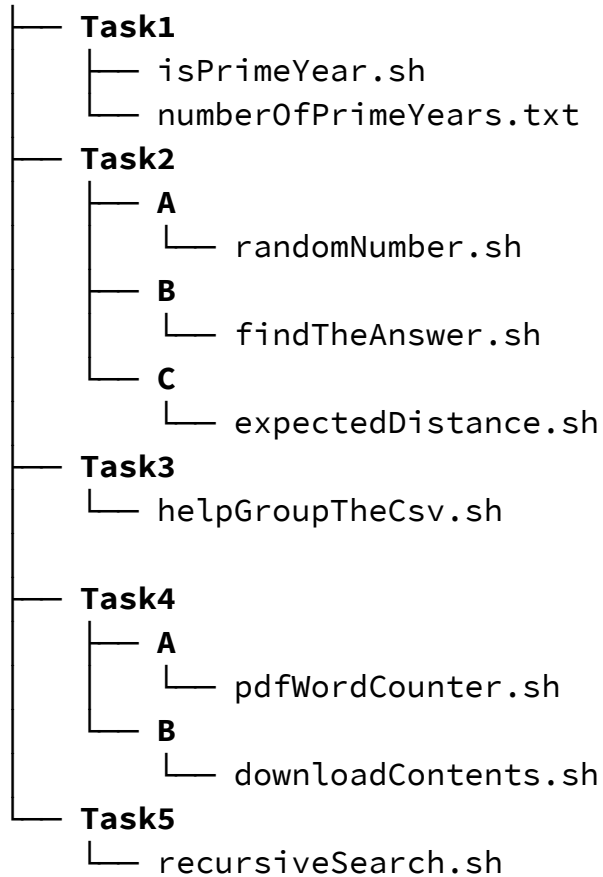 ├── Task1
│   ├── isPrimeYear.sh
│   └── numberOfPrimeYears.txt
├── Task2
│   ├── A
│   │   └── randomNumber.sh
│   ├── B
│   │   └── findTheAnswer.sh
│   └── C
│       └── expectedDistance.sh
├── Task3
│   └── helpGroupTheCsv.sh
├── Task4
│   ├── A
│   │   └── pdfWordCounter.sh
│   └── B
│       └── downloadContents.sh
└── Task5
    └── recursiveSearch.sh